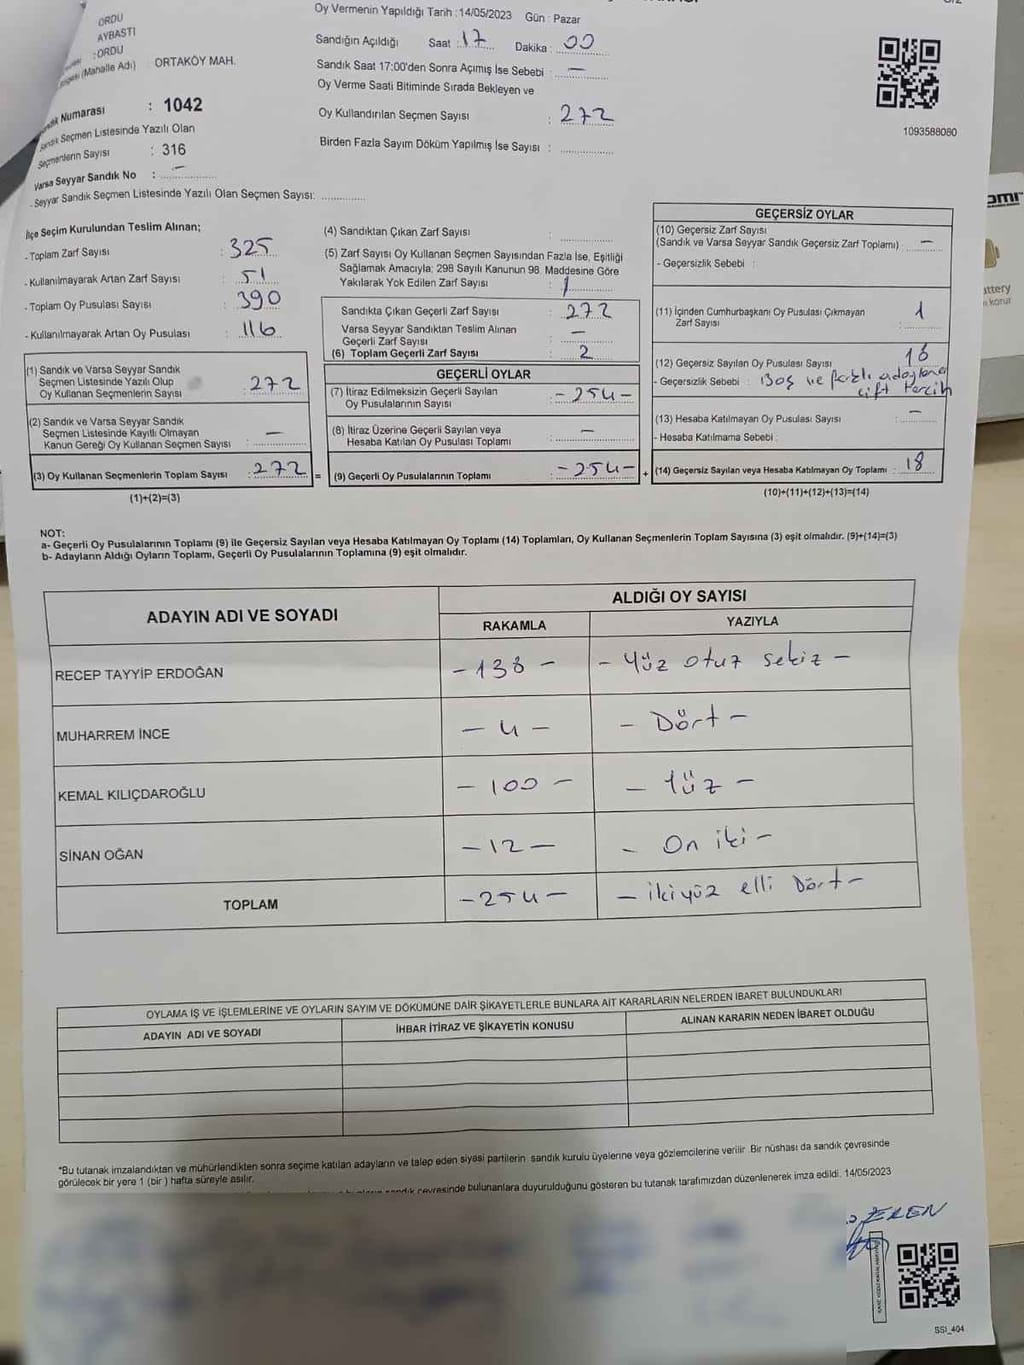 Oy Vermenin Yapıldığı Tarih :14/05/2023 Gün : Pazar
ORDU
AYBASTI
:ORDU
(Mahalle Adı) ORTAKÖY MAH.
Sandığın Açıldığı Saat :17 Dakika : 00
Sandık Saat 17:00'den Sonra Açımış İse Sebebi : —
Oy Verme Saati Bitiminde Sırada Bekleyen ve
Oy Kullandırılan Seçmen Sayısı : 272
Birden Fazla Sayım Döküm Yapılmış İse Sayısı :
1093588080
Numarası : 1042
Seçmen Listesinde Yazılı Olan
Seçmenlerin Sayısı : 316
Varsa Seyyar Sandık No : —
- Seyyar Sandık Seçmen Listesinde Yazılı Olan Seçmen Sayısı:
İlçe Seçim Kurulundan Teslim Alınan;
- Toplam Zarf Sayısı : 325
- Kullanılmayarak Artan Zarf Sayısı : 51
- Toplam Oy Pusulası Sayısı : 390
- Kullanılmayarak Artan Oy Pusulası : 116
(1) Sandık ve Varsa Seyyar Sandık
Seçmen Listesinde Yazılı Olup
Oy Kullanan Seçmenlerin Sayısı : 272
(2) Sandık ve Varsa Seyyar Sandık
Seçmen Listesinde Kayıtlı Olmayan
Kanun Gereği Oy Kullanan Seçmen Sayısı : —
(3) Oy Kullanan Seçmenlerin Toplam Sayısı : 272 =
(1)+(2)=(3)
(4) Sandıktan Çıkan Zarf Sayısı :
(5) Zarf Sayısı Oy Kullanan Seçmen Sayısından Fazla İse, Eşitliği
Sağlamak Amacıyla; 298 Sayılı Kanunun 98. Maddesine Göre
Yakılarak Yok Edilen Zarf Sayısı : /
Sandıkta Çıkan Geçerli Zarf Sayısı : 272
Varsa Seyyar Sandıktan Teslim Alınan
Geçerli Zarf Sayısı : —
(6) Toplam Geçerli Zarf Sayısı : 2
GEÇERLİ OYLAR
(7) İtiraz Edilmeksizin Geçerli Sayılan
Oy Pusulalarının Sayısı : -254-
(8) İtiraz Üzerine Geçerli Sayılan veya
Hesaba Katılan Oy Pusulası Toplamı : —
(9) Geçerli Oy Pusulalarının Toplamı : -254- +
GEÇERSİZ OYLAR
(10) Geçersiz Zarf Sayısı
(Sandık ve Varsa Seyyar Sandık Geçersiz Zarf Toplamı) : —
- Geçersizlik Sebebi :
(11) İçinden Cumhurbaşkanı Oy Pusulası Çıkmayan
Zarf Sayısı : 1
(12) Geçersiz Sayılan Oy Pusulası Sayısı : 18
- Geçersizlik Sebebi : Boş ve farklı adaylara
çift tercih
(13) Hesaba Katılmayan Oy Pusulası Sayısı : —
- Hesaba Katılmama Sebebi :
(14) Geçersiz Sayılan veya Hesaba Katılmayan Oy Toplamı : 18
(10)+(11)+(12)+(13)=(14)
NOT:
a- Geçerli Oy Pusulalarının Toplamı (9) ile Geçersiz Sayılan veya Hesaba Katılmayan Oy Toplamı (14) Toplamları, Oy Kullanan Seçmenlerin Toplam Sayısına (3) eşit olmalıdır. (9)+(14)=(3)
b- Adayların Aldığı Oyların Toplamı, Geçerli Oy Pusulalarının Toplamına (9) eşit olmalıdır.
ADAYIN ADI VE SOYADI ALDIĞI OY SAYISI
RAKAMLA YAZIYLA
RECEP TAYYİP ERDOĞAN -138- -Yüz otuz sekiz-
MUHARREM İNCE -4- -Dört-
KEMAL KILIÇDAROĞLU -100- -Yüz-
SİNAN OĞAN -12- -On iki-
TOPLAM -254- -ikiyüz elli Dört-
OYLAMA İŞ VE İŞLEMLERİNE VE OYLARIN SAYIM VE DÖKÜMÜNE DAİR ŞİKAYETLERLE BUNLARA AİT KARARLARIN NELERDEN İBARET BULUNDUKLARI
ADAYIN ADI VE SOYADI İHBAR İTİRAZ VE ŞİKAYETİN KONUSU ALINAN KARARIN NEDEN İBARET OLDUĞU
*Bu tutanak imzalandıktan ve mühürlendikten sonra seçime katılan adayların ve talep eden siyasi partilerin sandık kurulu üyelerine veya gözlemcilerine verilir. Bir nüshası da sandık çevresinde
görülecek bir yere 1 (bir ) hafta süreyle asılır.
sandık çevresinde bulunanlara duyurulduğunu gösteren bu tutanak tarafımızdan düzenlenerek imza edildi. 14/05/2023
EREN
SSI_404
omı
attery